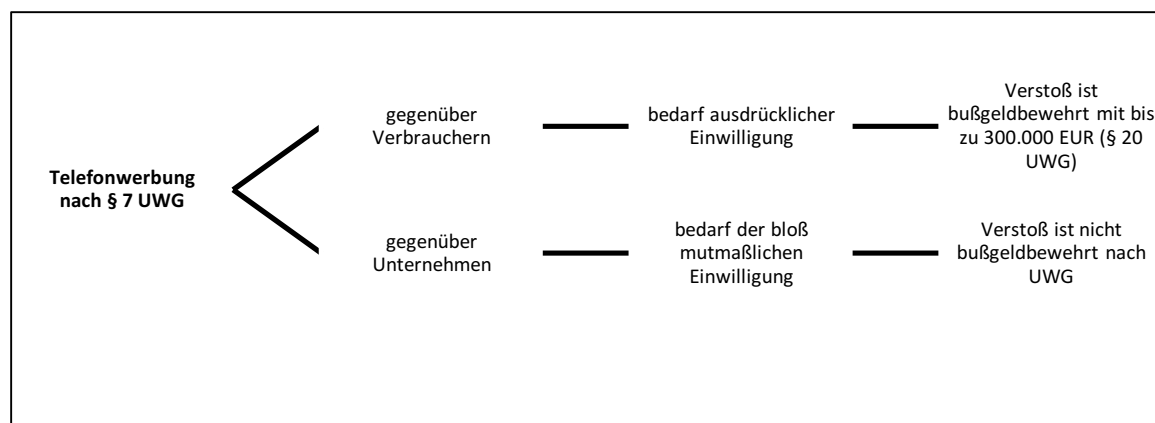 Telefonwerbung
nach § 7 UWG
gegenüber
Verbrauchern
bedarf ausdrücklicher
Einwilligung
Verstoß ist
bußgeldbewehrt mit bis
zu 300.000 EUR (§ 20
UWG)
gegenüber
Unternehmen
bedarf der bloß
mutmaßlichen
Einwilligung
Verstoß ist nicht
bußgeldbewehrt nach
UWG